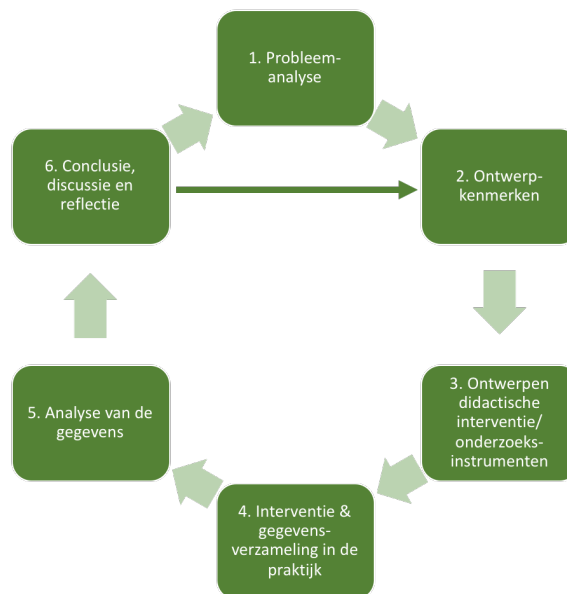 1. Probleem-
analyse
2. Ontwerp-
kenmerken
3. Ontwerpen
didactische
interventie/
onderzoeks-
instrumenten
4. Interventie &
gegevens-
verzameling in de
praktijk
5. Analyse van de
gegevens
6. Conclusie,
discussie en
reflectie